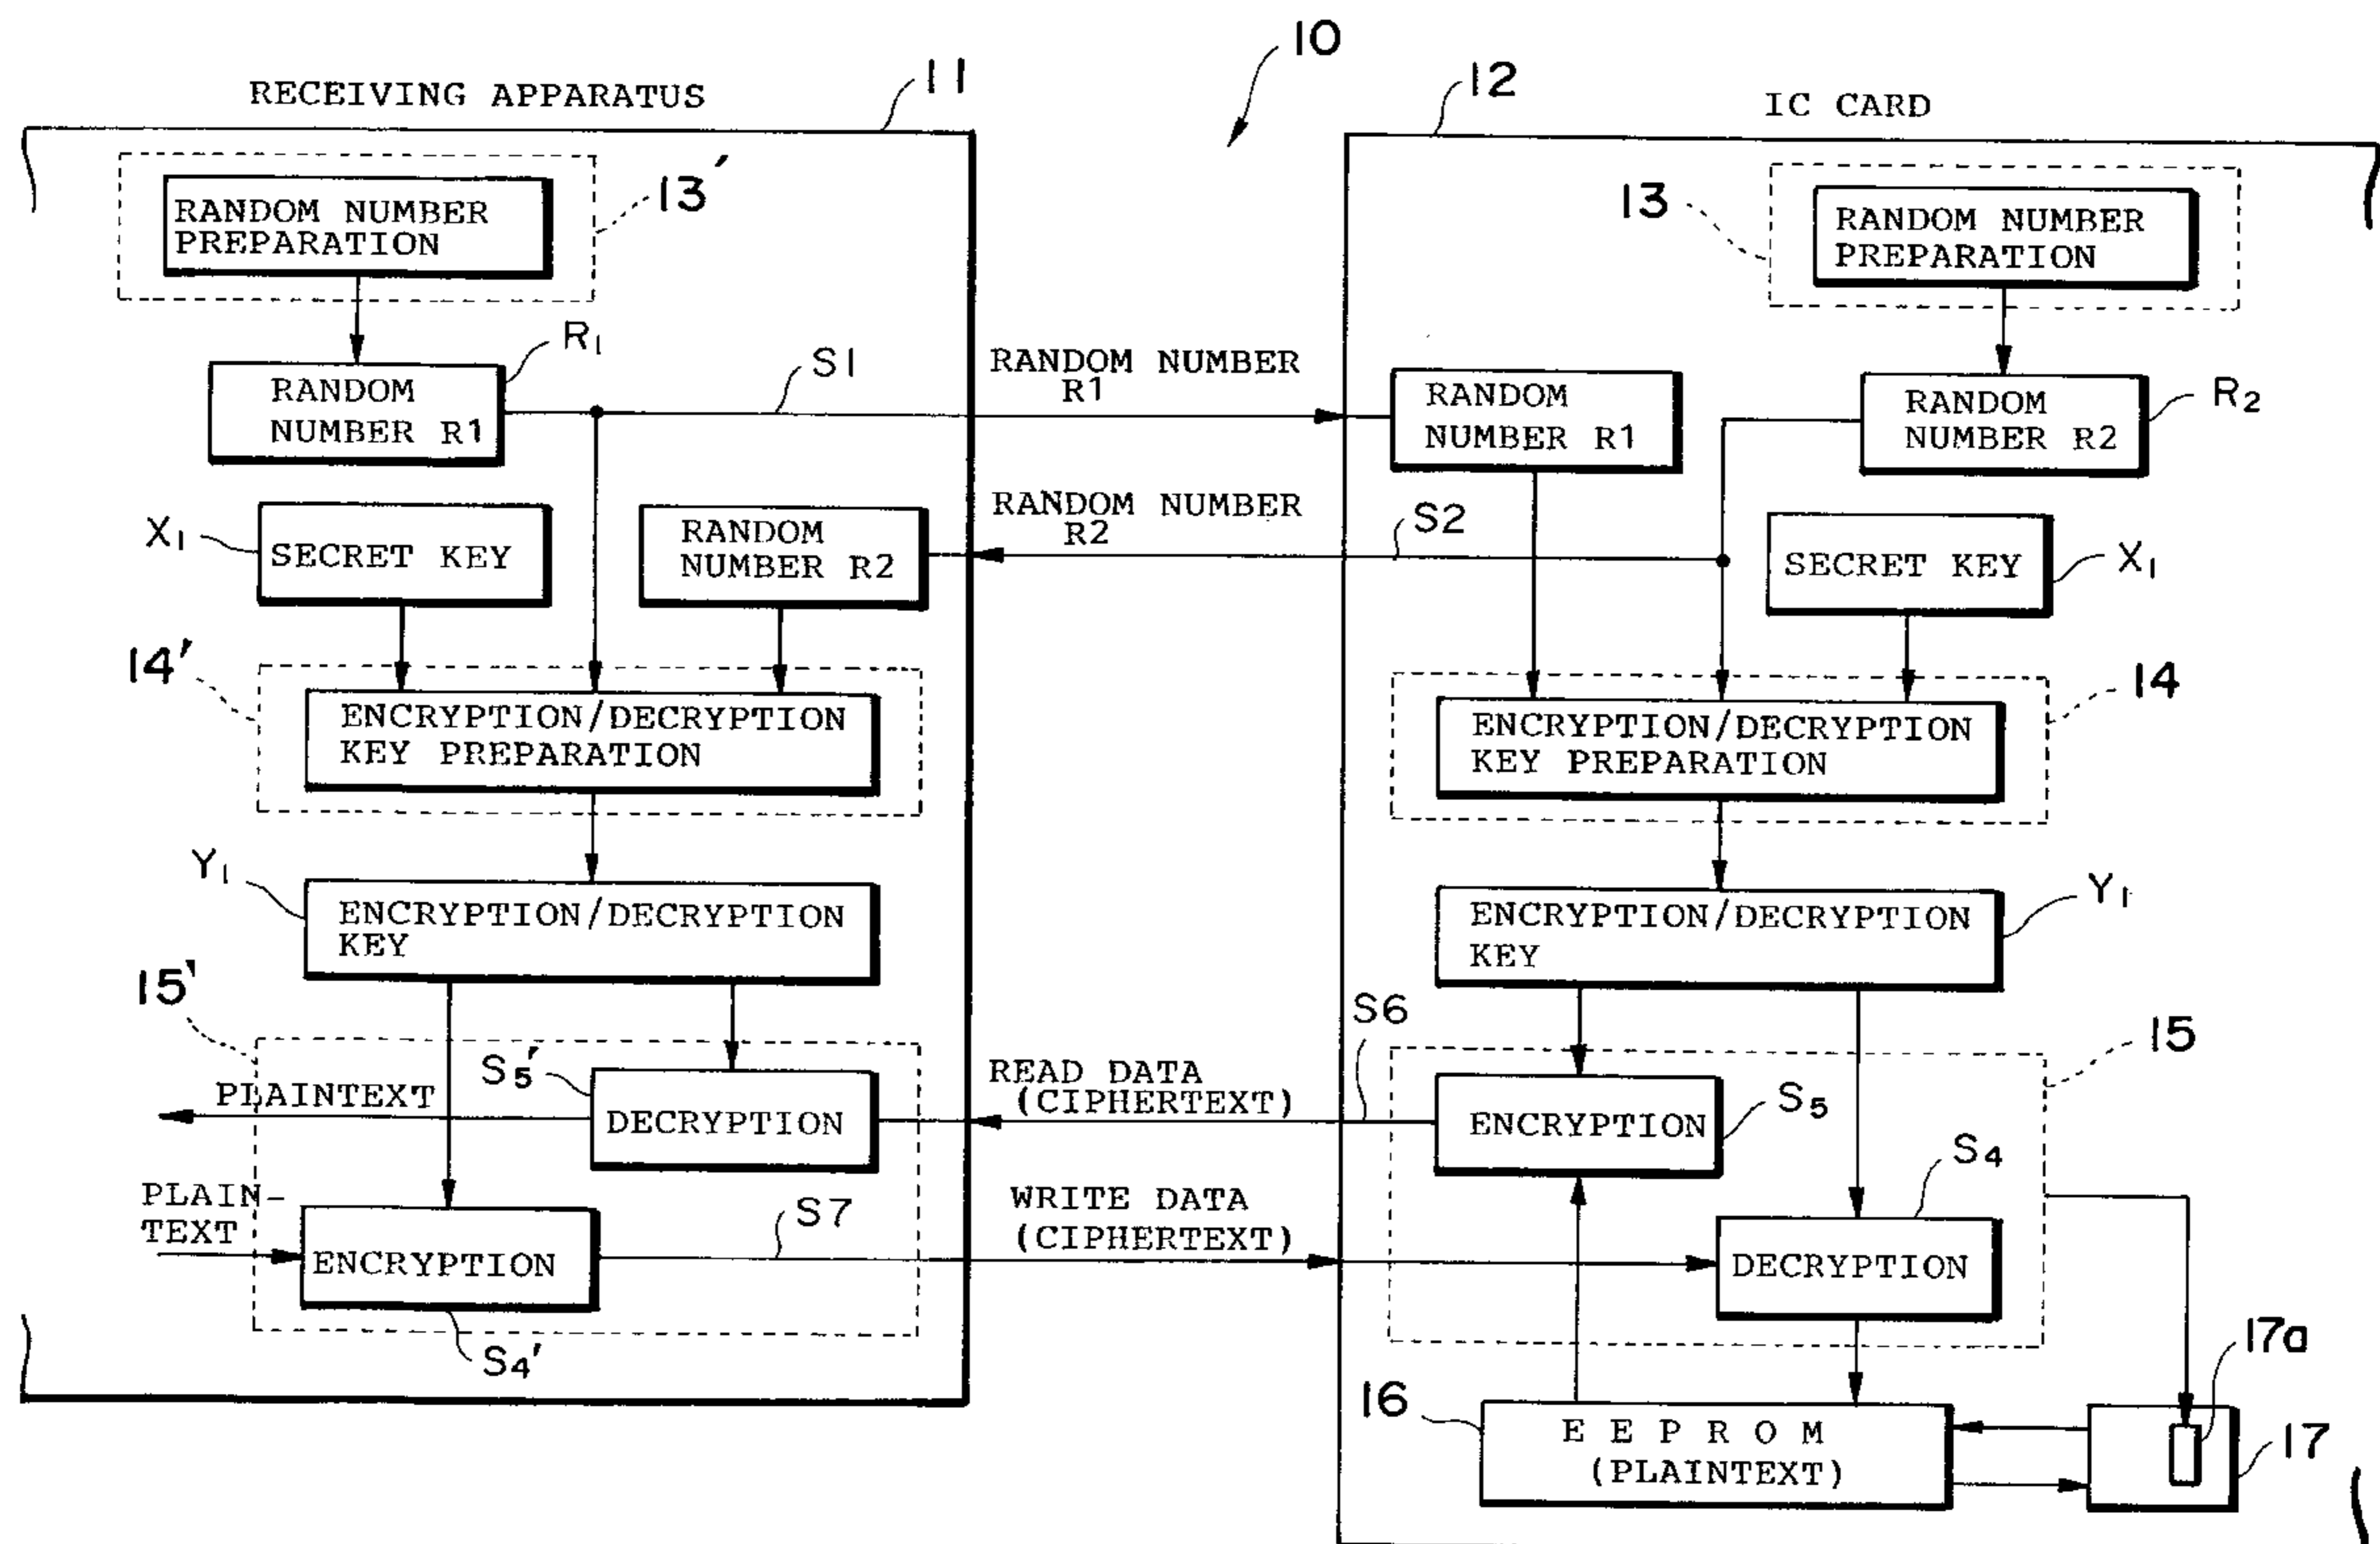 10
RECEIVING APPARATUS
11
12
IC CARD
RANDOM NUMBER
PREPARATION
13'
13
RANDOM NUMBER
PREPARATION
R1
RANDOM
NUMBER R1
S1
RANDOM NUMBER
R1
RANDOM
NUMBER R1
RANDOM
NUMBER R2
R2
X1
SECRET KEY
RANDOM
NUMBER R2
RANDOM NUMBER
R2
S2
SECRET KEY
X1
14'
ENCRYPTION/DECRYPTION
KEY PREPARATION
ENCRYPTION/DECRYPTION
KEY PREPARATION
14
Y1
ENCRYPTION/DECRYPTION
KEY
ENCRYPTION/DECRYPTION
KEY
Y1
15'
S5'
PLAINTEXT
DECRYPTION
READ DATA
(CIPHERTEXT)
S6
ENCRYPTION
S5
15
S4
PLAIN-
TEXT
ENCRYPTION
S7
WRITE DATA
(CIPHERTEXT)
DECRYPTION
S4'
16
EEPROM
(PLAINTEXT)
17a
17